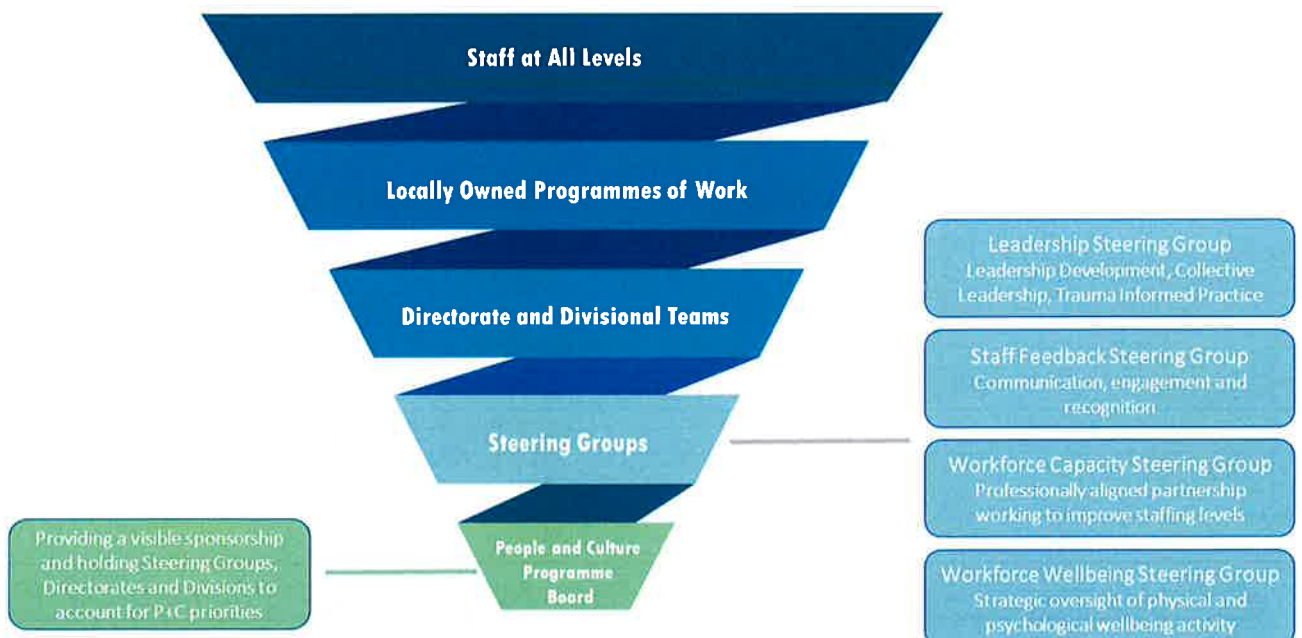 Staff at All Levels
Locally Owned Programmes of Work
Directorate and Divisional Teams
Steering Groups
People and Culture
Programme
Board
Providing a visible sponsorship
and holding Steering Groups,
Directorates and Divisions to
account for P+C priorities
Leadership Steering Group
Leadership Development, Collective
Leadership, Trauma Informed Practice
Staff Feedback Steering Group
Communication, engagement and
recognition
Workforce Capacity Steering Group
Professionally aligned partnership
working to improve staffing levels
Workforce Wellbeing Steering Group
Strategic oversight of physical and
psychological wellbeing activity